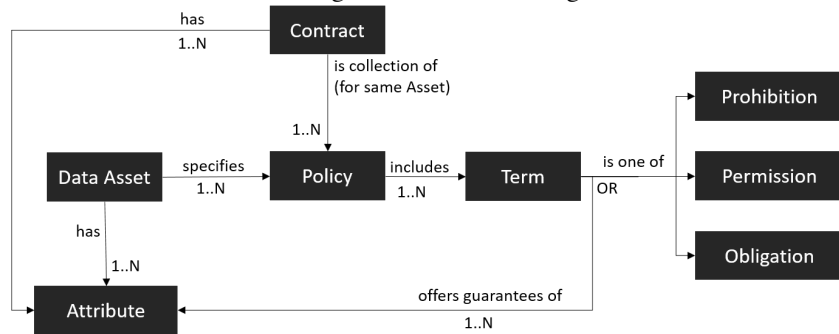 has
1..N
Contract
is collection of
(for same Asset)
1..N
Prohibition
Data Asset
specifies
1..N
Policy
includes
1..N
Term
is one of
OR
Permission
has
1..N
Obligation
Attribute
offers guarantees of
1..N